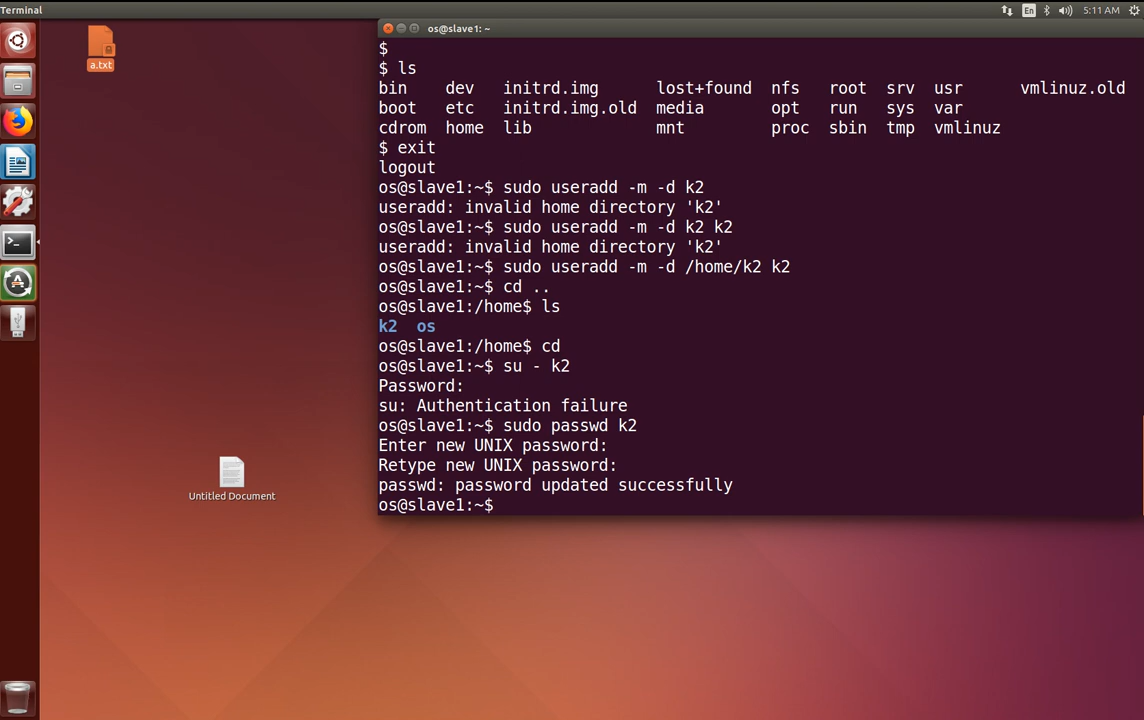 Terminal
En
5:11 AM
a.txt
Untitled Document
os@slave1: ~
$
$ ls
bin dev initrd.img lost+found nfs root srv usr vmlinuz.old
boot etc initrd.img.old media opt run sys var
cdrom home lib mnt proc sbin tmp vmlinuz
$ exit
logout
os@slave1:~$ sudo useradd -m -d k2
useradd: invalid home directory 'k2'
os@slave1:~$ sudo useradd -m -d k2 k2
useradd: invalid home directory 'k2'
os@slave1:~$ sudo useradd -m -d /home/k2 k2
os@slave1:~$ cd ..
os@slave1:/home$ ls
k2 os
os@slave1:/home$ cd
os@slave1:~$ su - k2
Password:
su: Authentication failure
os@slave1:~$ sudo passwd k2
Enter new UNIX password:
Retype new UNIX password:
passwd: password updated successfully
os@slave1:~$